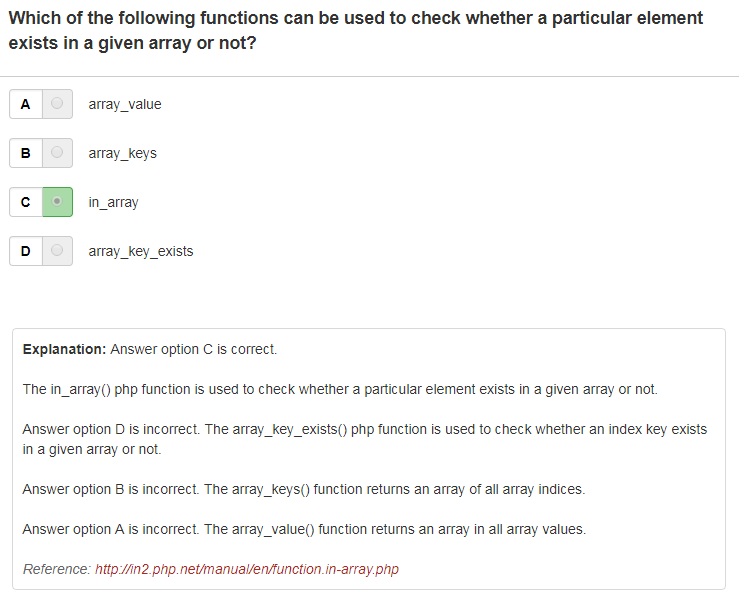 Which of the following functions can be used to check whether a particular element
exists in a given array or not?
A array_value
B array_keys
C in_array
D array_key_exists
Explanation: Answer option C is correct.
The in_array() php function is used to check whether a particular element exists in a given array or not.
Answer option D is incorrect. The array_key_exists() php function is used to check whether an index key exists
in a given array or not.
Answer option B is incorrect. The array_keys() function returns an array of all array indices.
Answer option A is incorrect. The array_value() function returns an array in all array values.
Reference: http://in2.php.net/manual/en/function.in-array.php